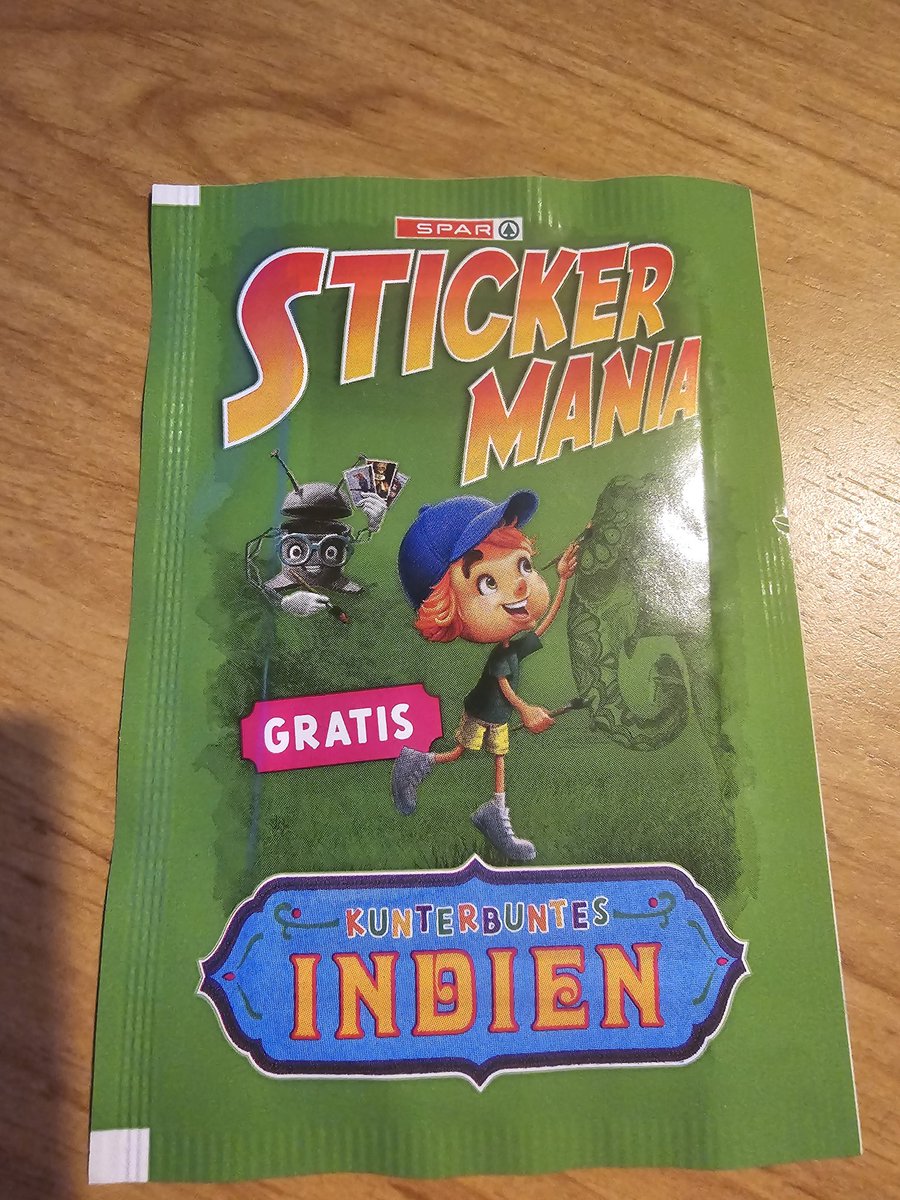 SPAR
STICKER
MANIA
GRATIS
KUNTERBUNTES
INDIEN